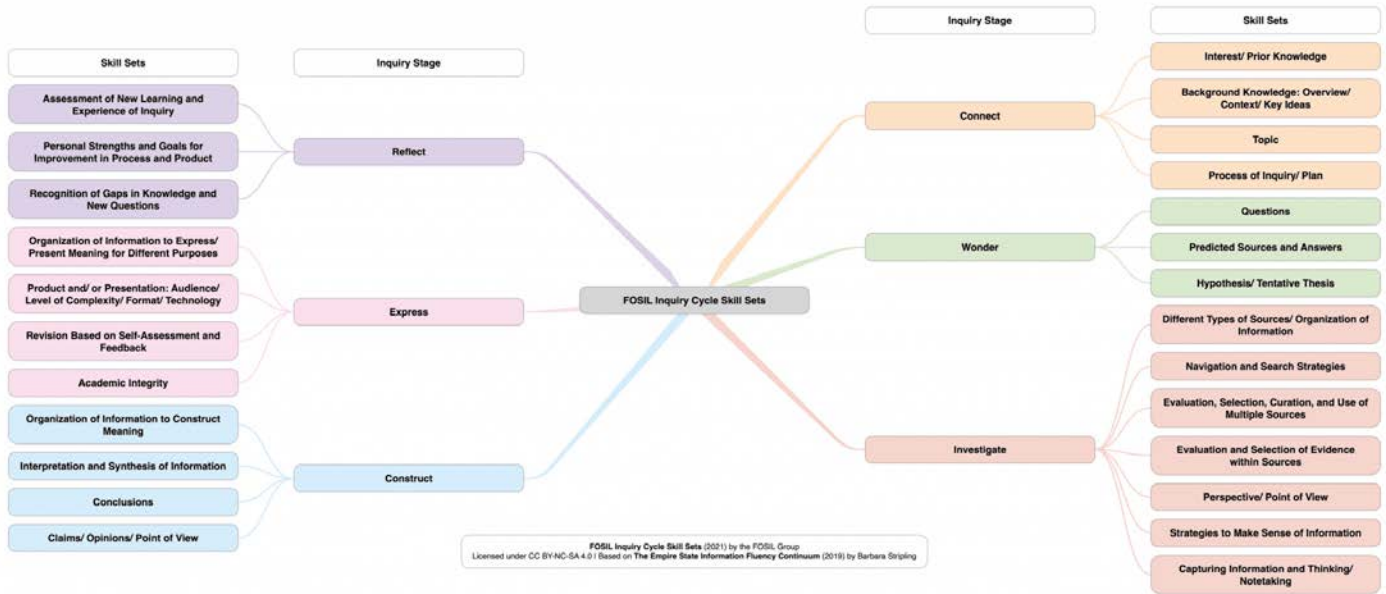 Inquiry Stage
Skill Sets
Connect
Interest/ Prior Knowledge
Background Knowledge: Overview/
Context/ Key Ideas
Topic
Process of Inquiry/ Plan
Wonder
Questions
Predicted Sources and Answers
Hypothesis/ Tentative Thesis
Investigate
Different Types of Sources/ Organization of
Information
Navigation and Search Strategies
Evaluation, Selection, Curation, and Use of
Multiple Sources
Evaluation and Selection of Evidence
within Sources
Perspective/ Point of View
Strategies to Make Sense of Information
Capturing Information and Thinking/
Notetaking
FOSIL Inquiry Cycle Skill Sets
Skill Sets
Inquiry Stage
Reflect
Assessment of New Learning and
Experience of Inquiry
Personal Strengths and Goals for
Improvement in Process and Product
Recognition of Gaps in Knowledge and
New Questions
Express
Organization of Information to Express/
Present Meaning for Different Purposes
Product and/ or Presentation: Audience/
Level of Complexity/ Format/ Technology
Revision Based on Self-Assessment and
Feedback
Academic Integrity
Construct
Organization of Information to Construct
Meaning
Interpretation and Synthesis of Information
Conclusions
Claims/ Opinions/ Point of View
FOSIL Inquiry Cycle Skill Sets (2021) by the FOSIL Group
Licensed under CC BY-NC-SA 4.0 | Based on The Empire State Information Fluency Continuum (2019) by Barbara Stripling